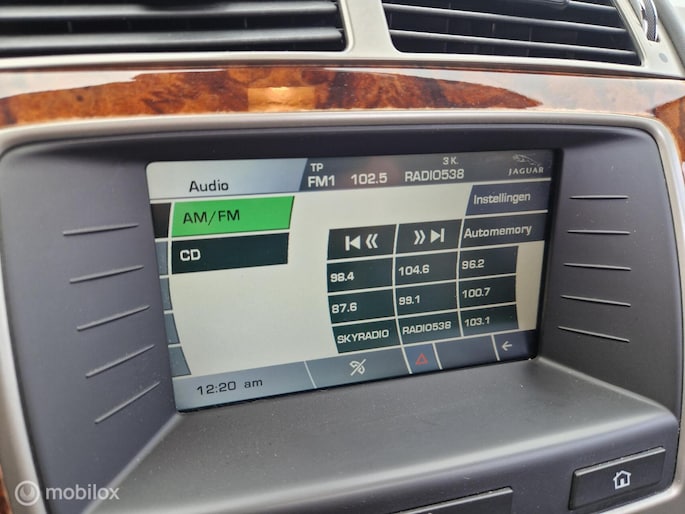 Audio
TP
FM1 102.5 3 K. RADIO538
JAGUAR
AM/FM
Instellingen
CD
Automemory
98.4 104.6 96.2
87.6 99.1 100.7
SKYRADIO RADIO538 103.1
12:20 am
mobilox